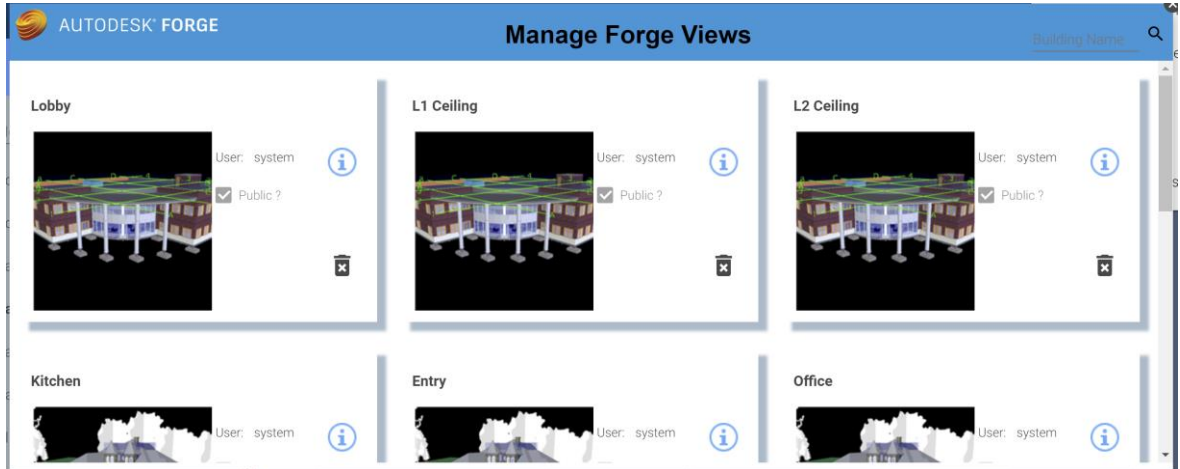 AUTODESK® FORGE
Manage Forge Views
Building Name
Lobby
User: system
Public ?
L1 Ceiling
User: system
Public ?
L2 Ceiling
User: system
Public ?
Kitchen
User: system
Entry
User: system
Office
User: system